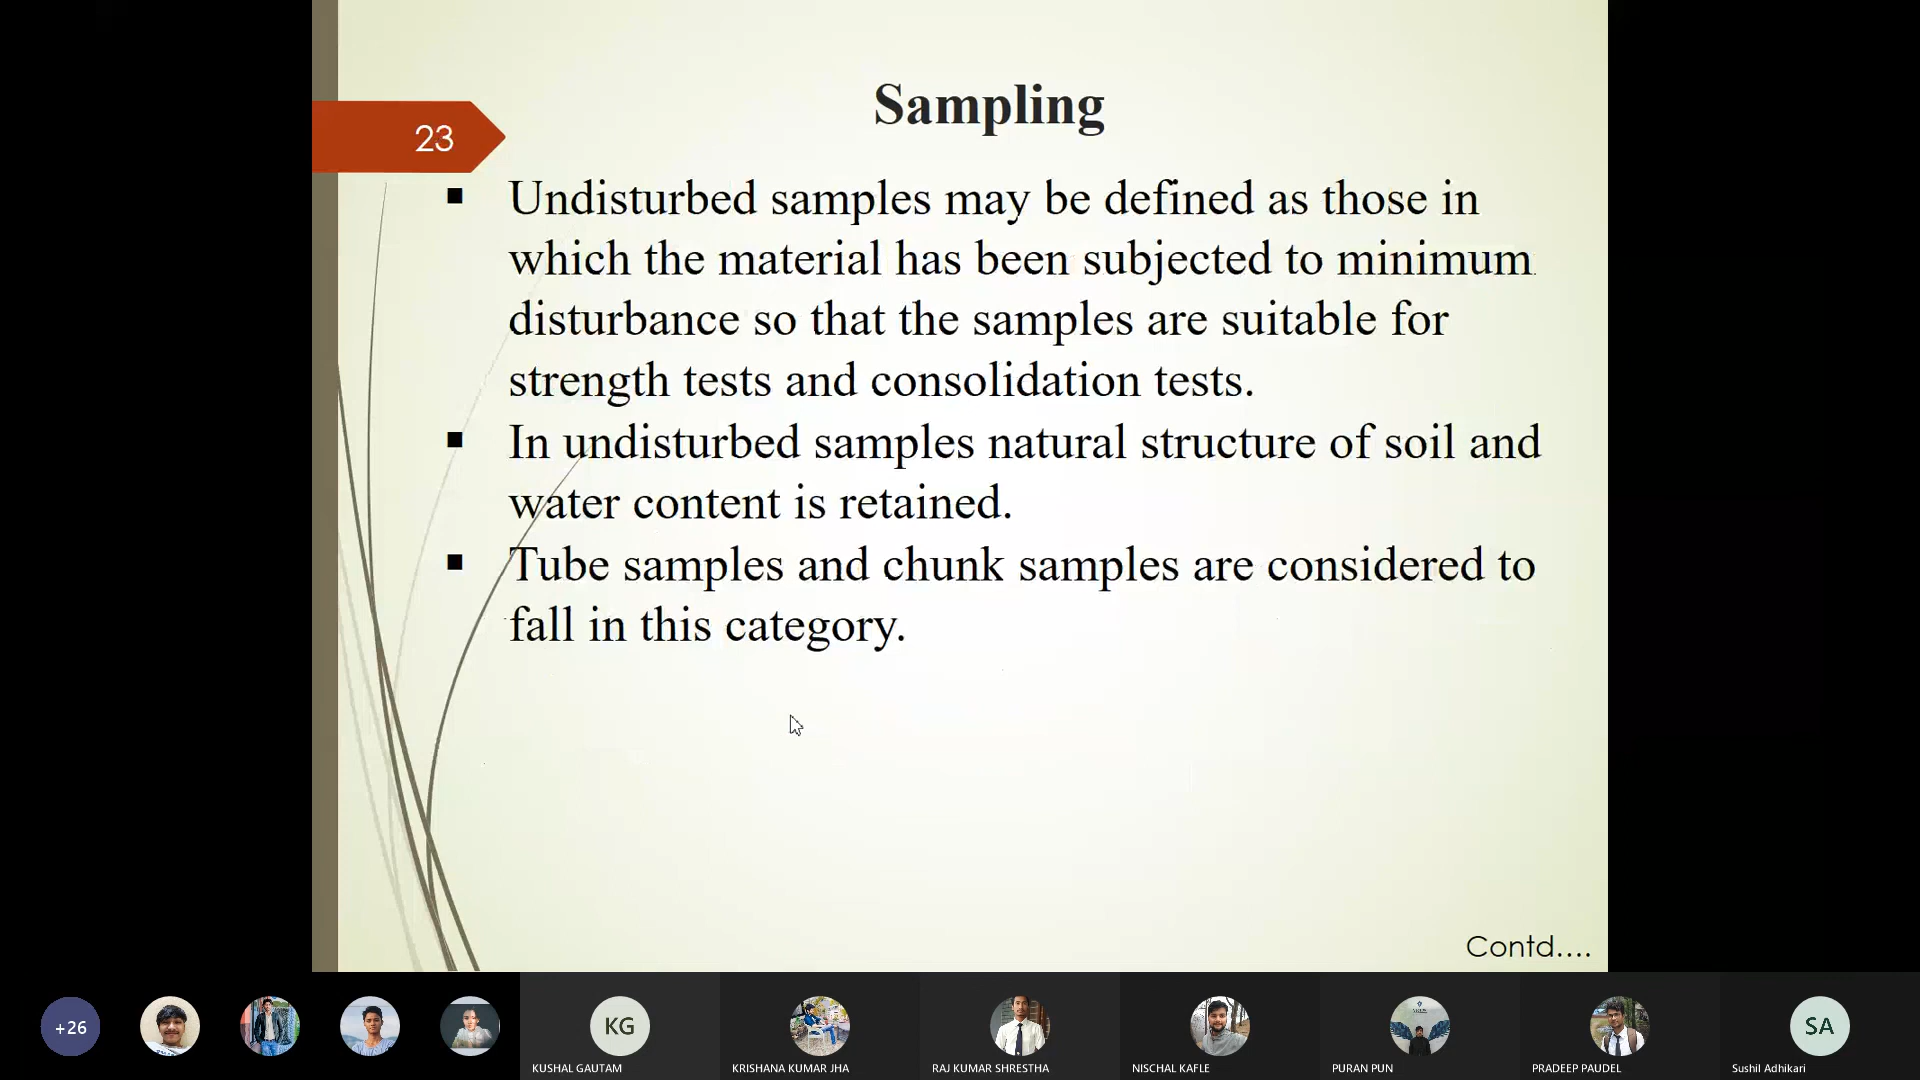 Sampling
23
▪ Undisturbed samples may be defined as those in
which the material has been subjected to minimum
disturbance so that the samples are suitable for
strength tests and consolidation tests.
▪ In undisturbed samples natural structure of soil and
water content is retained.
▪ Tube samples and chunk samples are considered to
fall in this category.
Contd....
+26
KG
SA
KUSHAL GAUTAM
KRISHANA KUMAR JHA
RAJ KUMAR SHRESTHA
NISCHAL KAFLE
PURAN PUN
PRADEEP PAUDEL
Sushil Adhikari